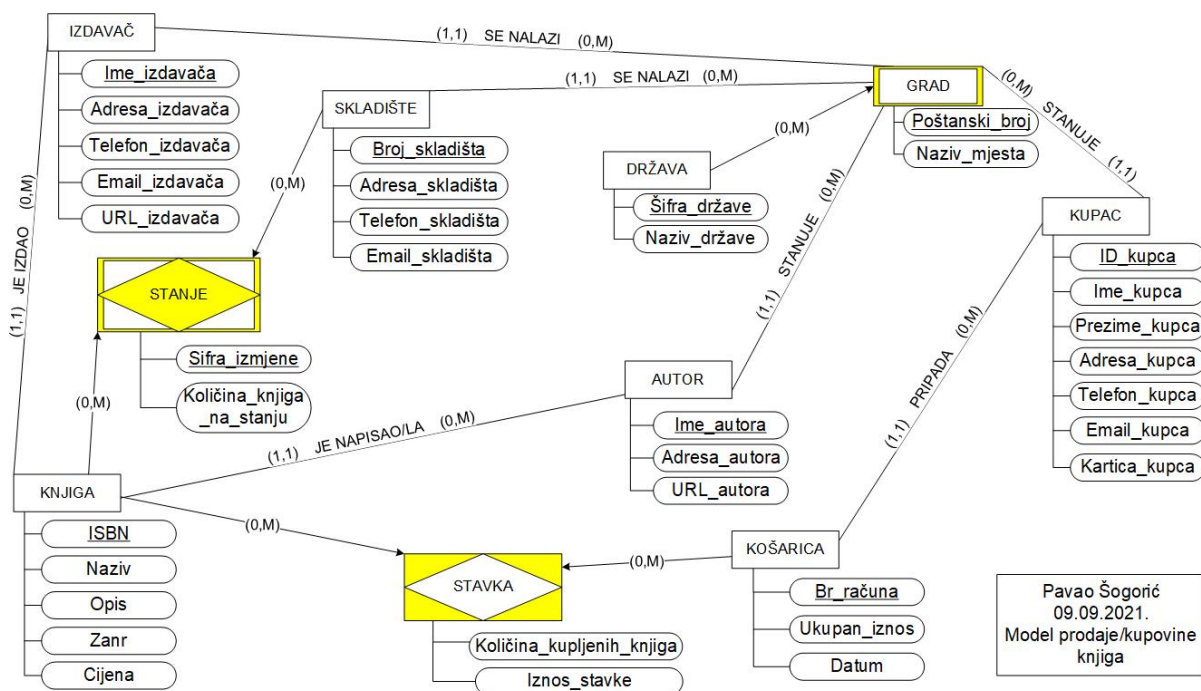 IZDAVAČ
Ime_izdavača
Adresa_izdavača
Telefon_izdavača
Email_izdavača
URL_izdavača
(1,1) SE NALAZI (0,M)
SKLADIŠTE
Broj_skladišta
Adresa_skladišta
Telefon_skladišta
Email_skladišta
(1,1) SE NALAZI (0,M)
GRAD
Poštanski_broj
Naziv_mjesta
(0,M)
DRŽAVA
Šifra_države
Naziv_države
(0,M) STANUJE (1,1)
KUPAC
ID_kupca
Ime_kupca
Prezime_kupca
Adresa_kupca
Telefon_kupca
Email_kupca
Kartica_kupca
(1,1) JE IZDAO (0,M)
(0,M)
STANJE
Sifra_izmjene
Količina_knjiga
_na_stanju
(0,M)
(1,1) STANUJE (0,M)
AUTOR
Ime_autora
Adresa_autora
URL_autora
(1,1) JE NAPISAO/LA (0,M)
(1,1) PRIPADA (0,M)
KNJIGA
ISBN
Naziv
Opis
Zanr
Cijena
(0,M)
STAVKA
Količina_kupljenih_knjiga
Iznos_stavke
(0,M)
KOŠARICA
Br_računa
Ukupan_iznos
Datum
Pavao Šogorić
09.09.2021.
Model prodaje/kupovine
knjiga